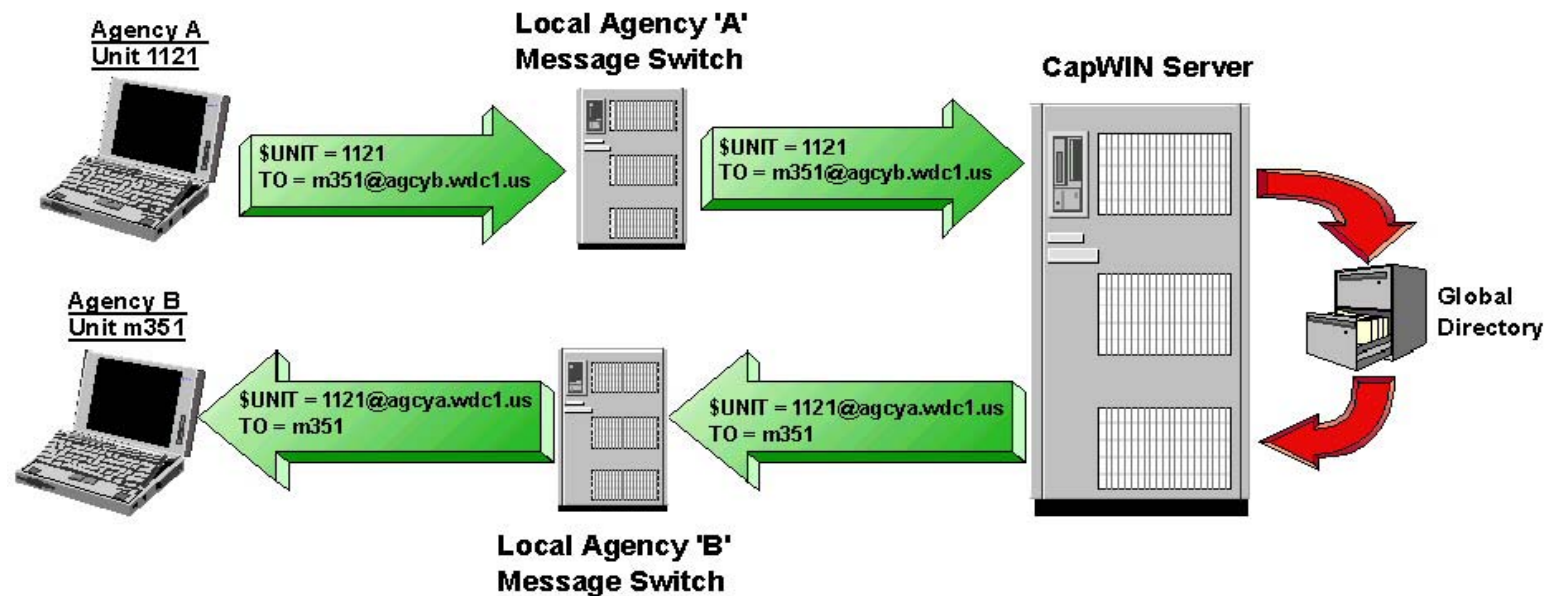 Agency A
Unit 1121
Local Agency 'A'
Message Switch
CapWIN Server
$UNIT = 1121
TO = m351@agcyb.wdc1.us
$UNIT = 1121
TO = m351@agcyb.wdc1.us
Global
Directory
Agency B
Unit m351
$UNIT = 1121@agcya.wdc1.us
TO = m351
$UNIT = 1121@agcya.wdc1.us
TO = m351
Local Agency 'B'
Message Switch